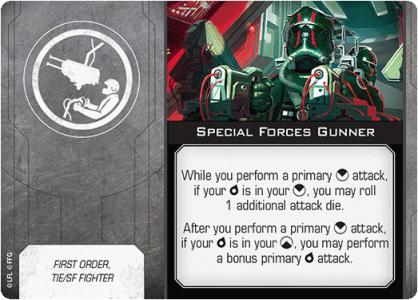 SPECIAL FORCES GUNNER
While you perform a primary attack,
if your is in your , you may roll
1 additional attack die.
After you perform a primary attack,
if your is in your , you may perform
a bonus primary attack.
FIRST ORDER,
TIE/SF FIGHTER
© LFL © FFG